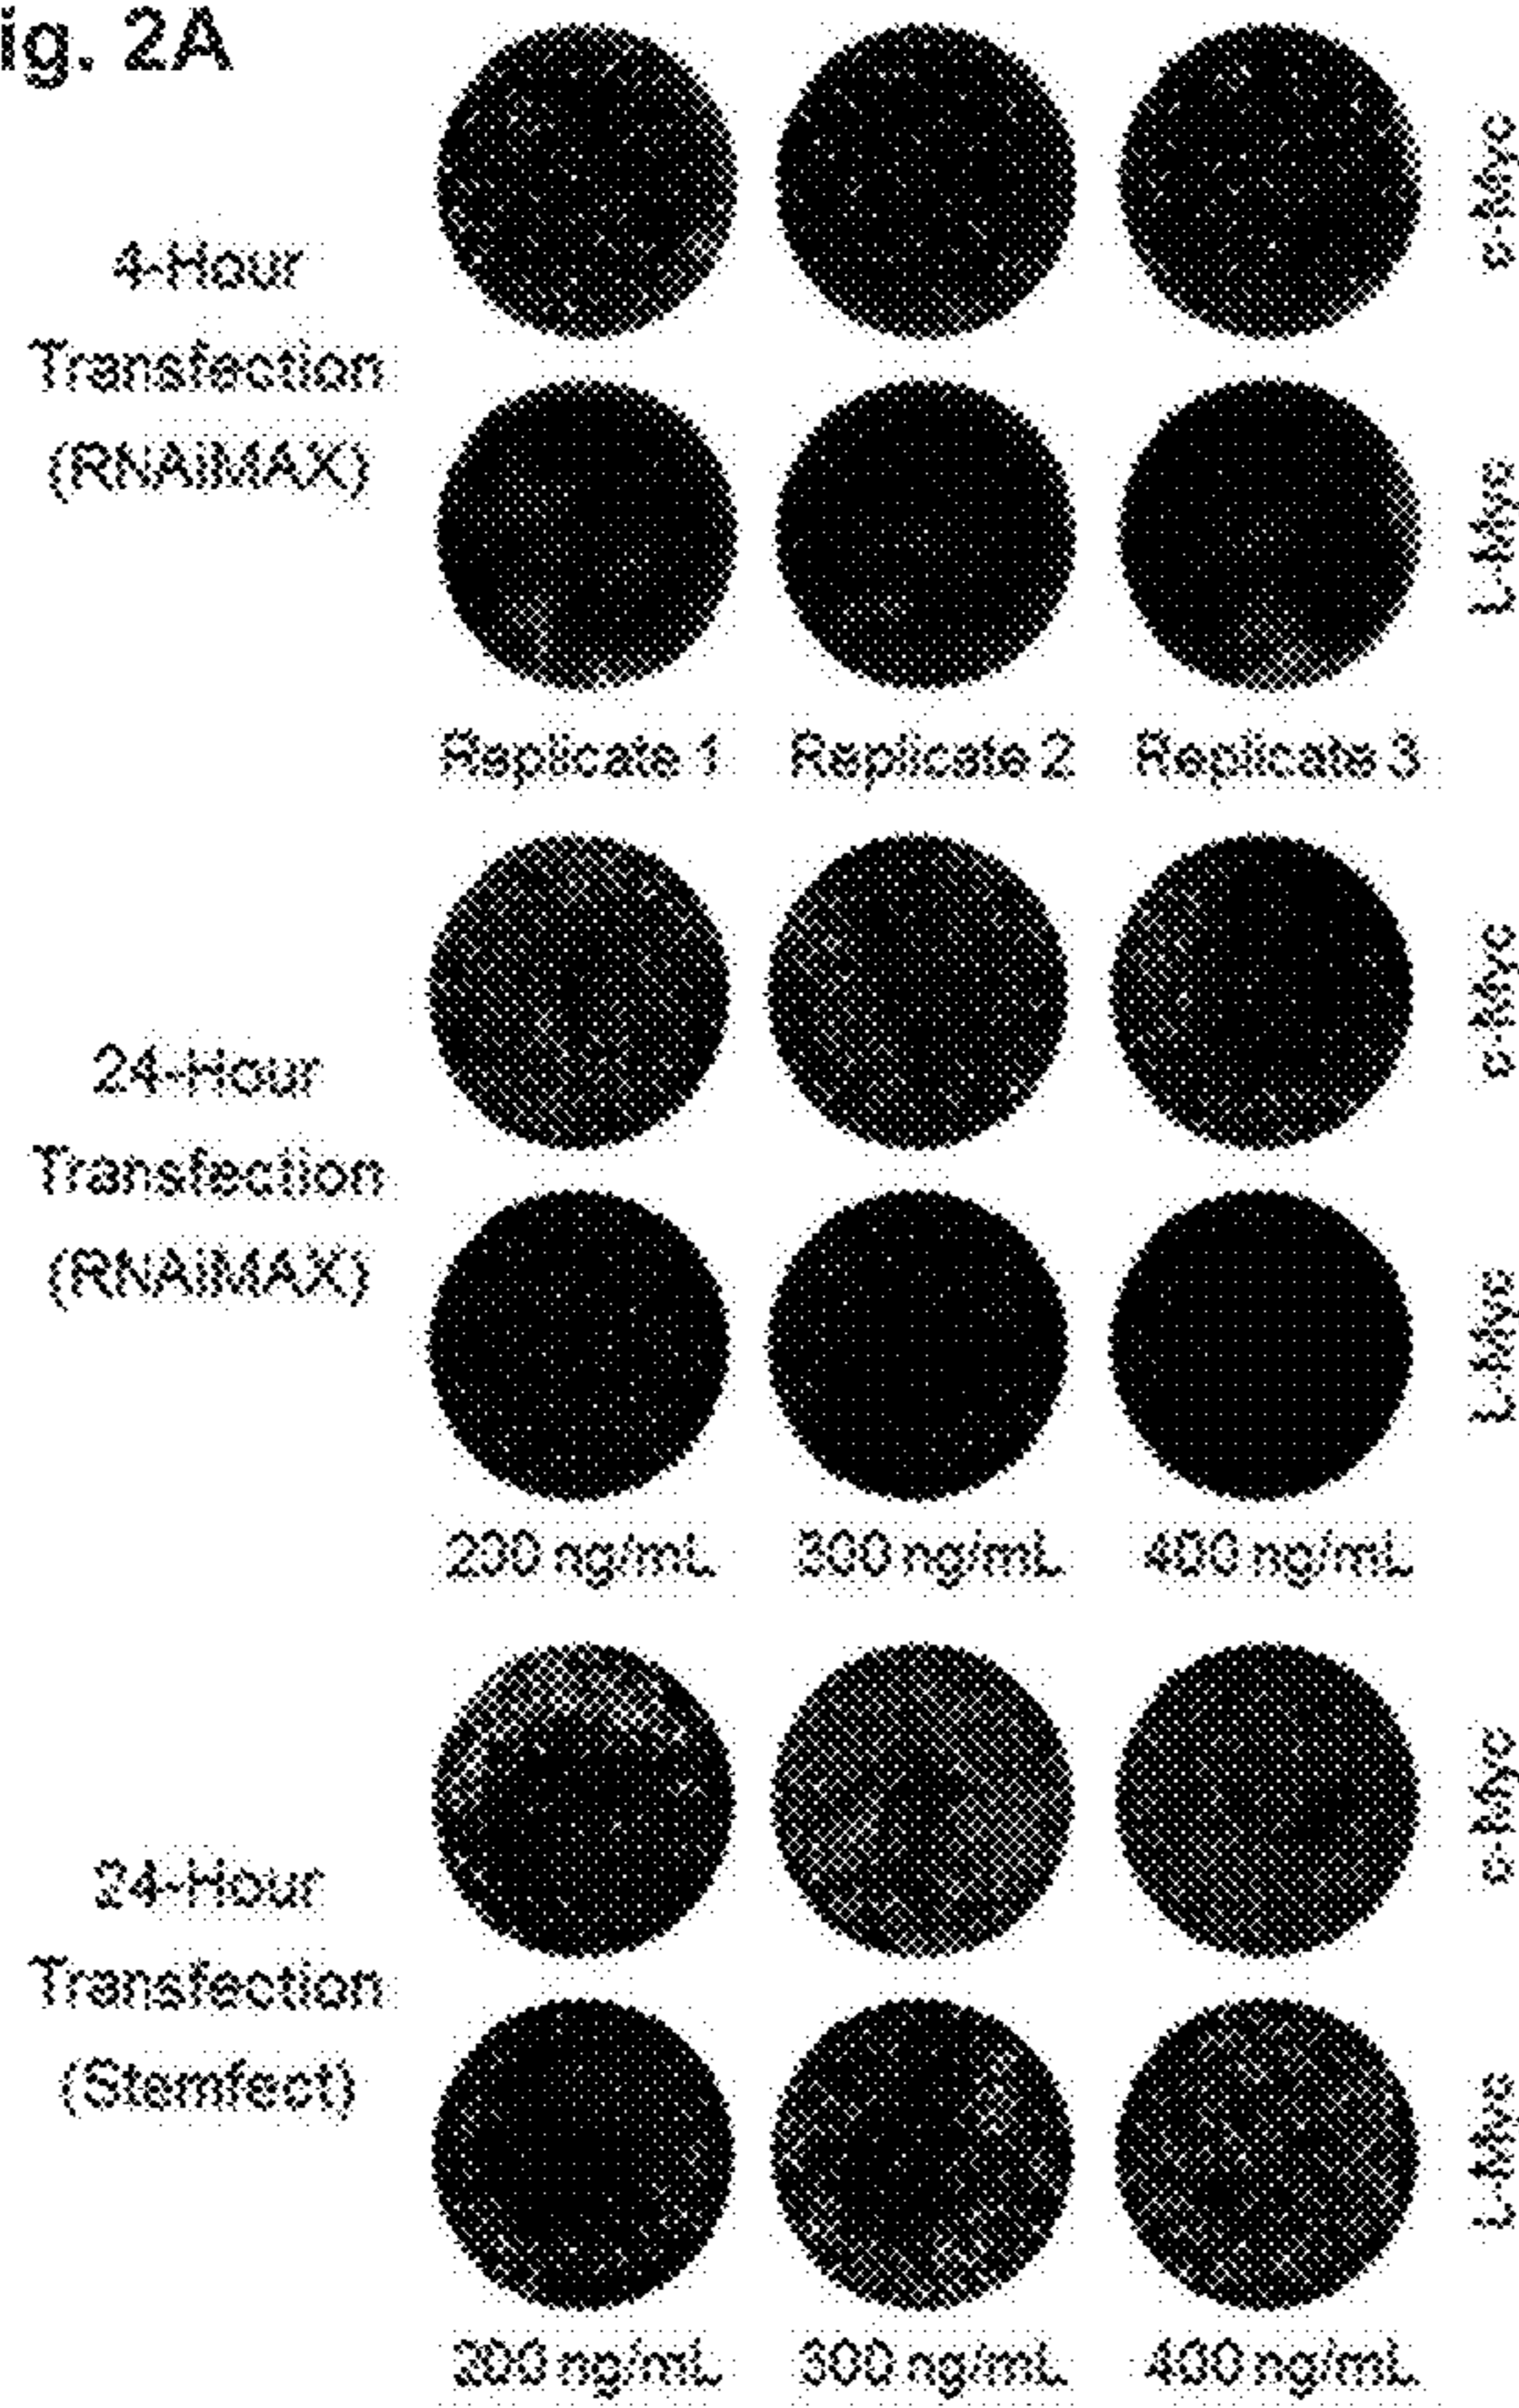 ig. 2A
c-Myc
4-Hour
Transfection
(RNAiMAX)
L-Myc
Replicate 1 Replicate 2 Replicate 3
c-Myc
24-Hour
Transfection
(RNAiMAX)
L-Myc
200 ng/mL 300 ng/mL 400 ng/mL
c-Myc
24-Hour
Transfection
(Stemfect)
L-Myc
200 ng/mL 300 ng/mL 400 ng/mL